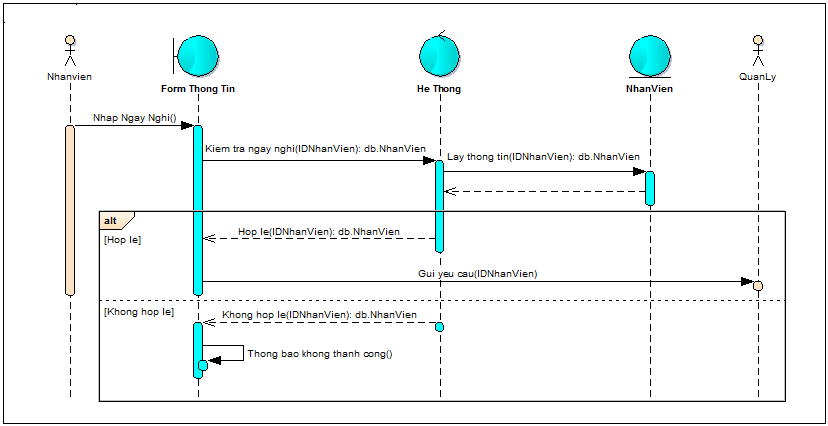 Nhanvien
Form Thong Tin
He Thong
NhanVien
QuanLy
Nhap Ngay Nghi()
Kiem tra ngay nghi(IDNhanVien): db.NhanVien
Lay thong tin(IDNhanVien): db.NhanVien
alt
[Hop le]
Hop le(IDNhanVien): db.NhanVien
Gui yeu cau(IDNhanVien)
[Khong hop le]
Khong hop le(IDNhanVien): db.NhanVien
Thong bao khong thanh cong()